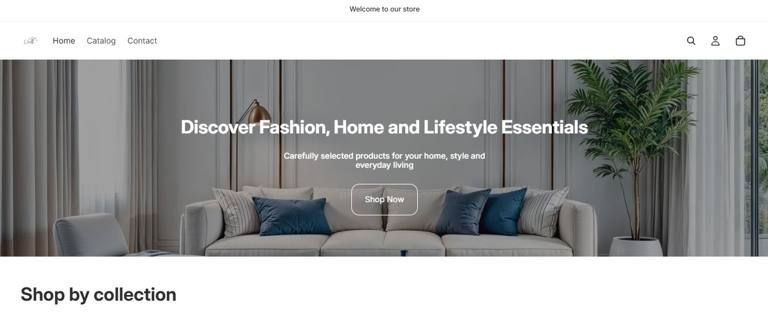 Welcome to our store
Home Catalog Contact
Discover Fashion, Home and Lifestyle Essentials
Carefully selected products for your home, style and
everyday living
Shop Now
Shop by collection